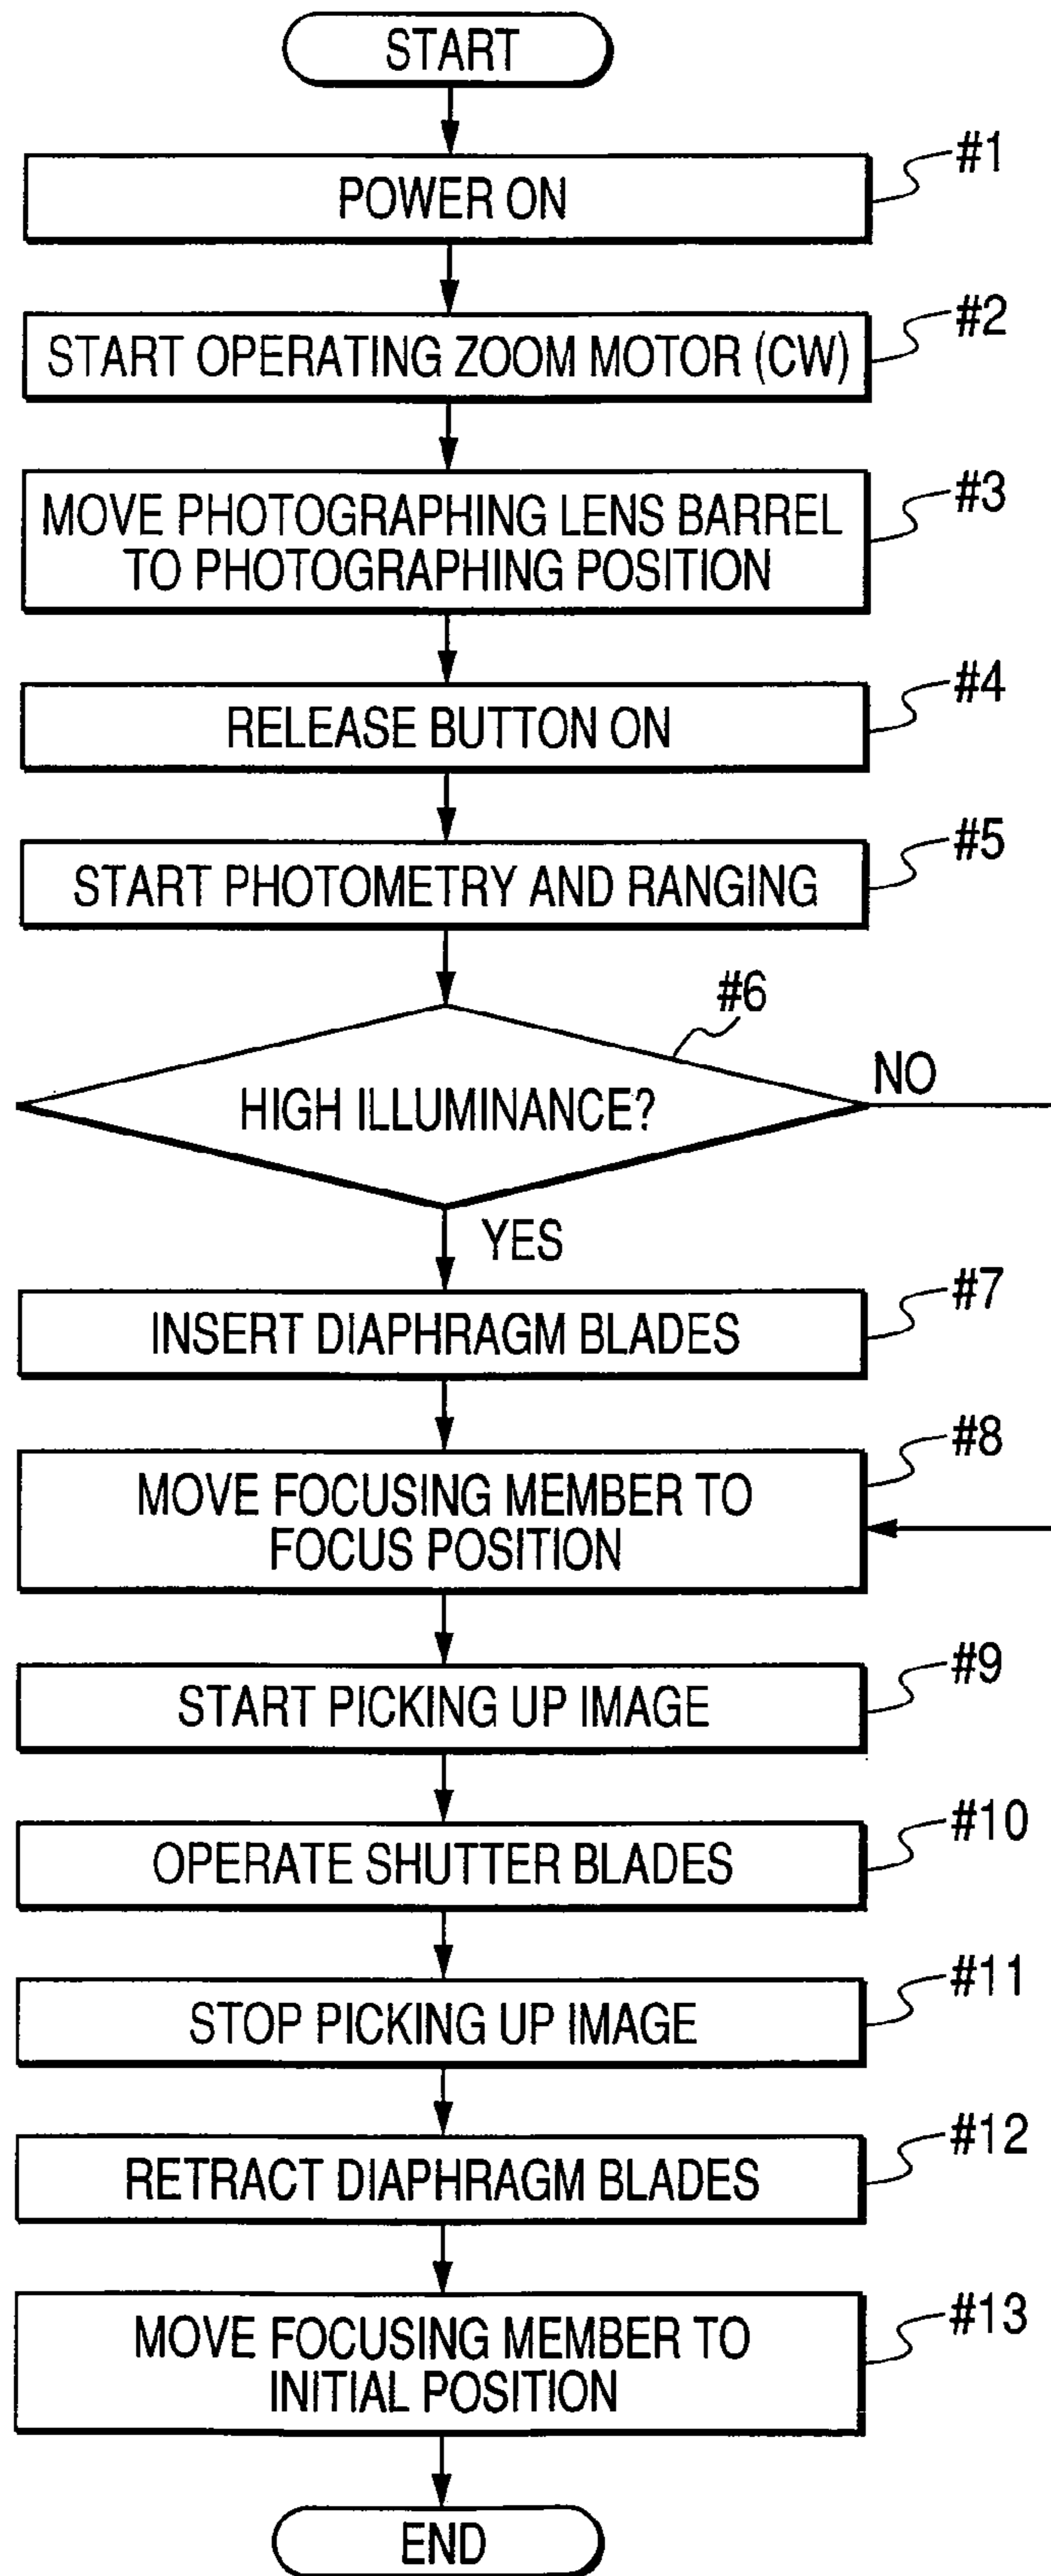 START
#1
POWER ON
#2
START OPERATING ZOOM MOTOR (CW)
#3
MOVE PHOTOGRAPHING LENS BARREL
TO PHOTOGRAPHING POSITION
#4
RELEASE BUTTON ON
#5
START PHOTOMETRY AND RANGING
#6
HIGH ILLUMINANCE?
NO
YES
#7
INSERT DIAPHRAGM BLADES
#8
MOVE FOCUSING MEMBER TO
FOCUS POSITION
#9
START PICKING UP IMAGE
#10
OPERATE SHUTTER BLADES
#11
STOP PICKING UP IMAGE
#12
RETRACT DIAPHRAGM BLADES
#13
MOVE FOCUSING MEMBER TO
INITIAL POSITION
END